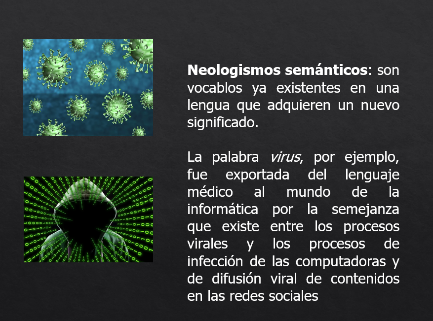 Neologismos semánticos: son
vocablos ya existentes en una
lengua que adquieren un nuevo
significado.
La palabra virus, por ejemplo,
fue exportada del lenguaje
médico al mundo de la
informática por la semejanza
que existe entre los procesos
virales y los procesos de
infección de las computadoras y
de difusión viral de contenidos
en las redes sociales